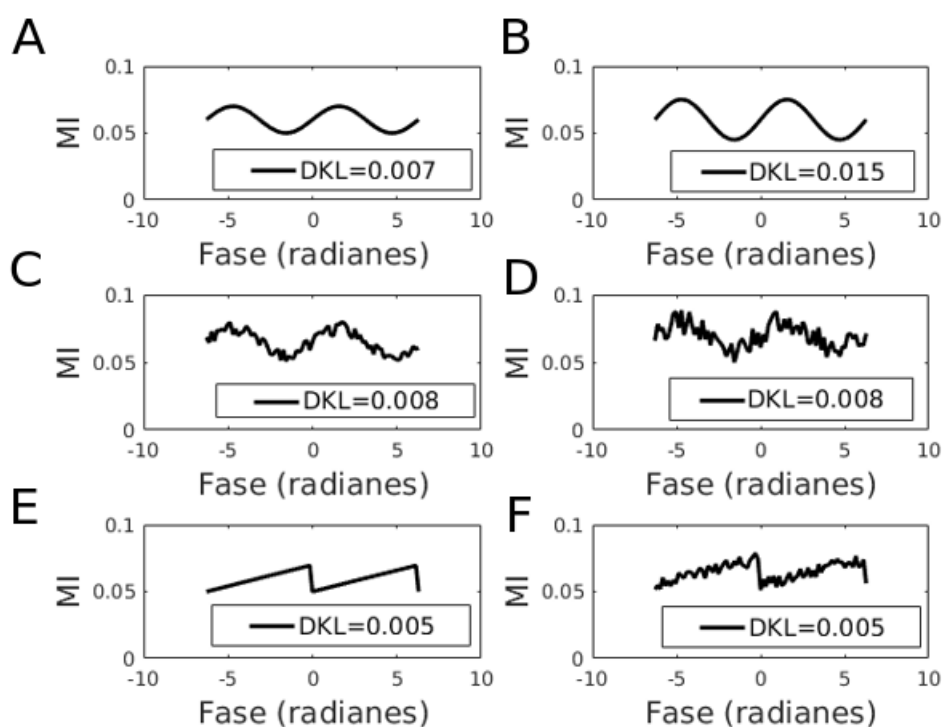 A
0.1
MI
0.05
0
DKL=0.007
-10 -5 0 5 10
Fase (radianes)
B
0.1
MI
0.05
0
DKL=0.015
-10 -5 0 5 10
Fase (radianes)
C
0.1
MI
0.05
0
DKL=0.008
-10 -5 0 5 10
Fase (radianes)
D
0.1
MI
0.05
0
DKL=0.008
-10 -5 0 5 10
Fase (radianes)
E
0.1
MI
0.05
0
DKL=0.005
-10 -5 0 5 10
Fase (radianes)
F
0.1
MI
0.05
0
DKL=0.005
-10 -5 0 5 10
Fase (radianes)